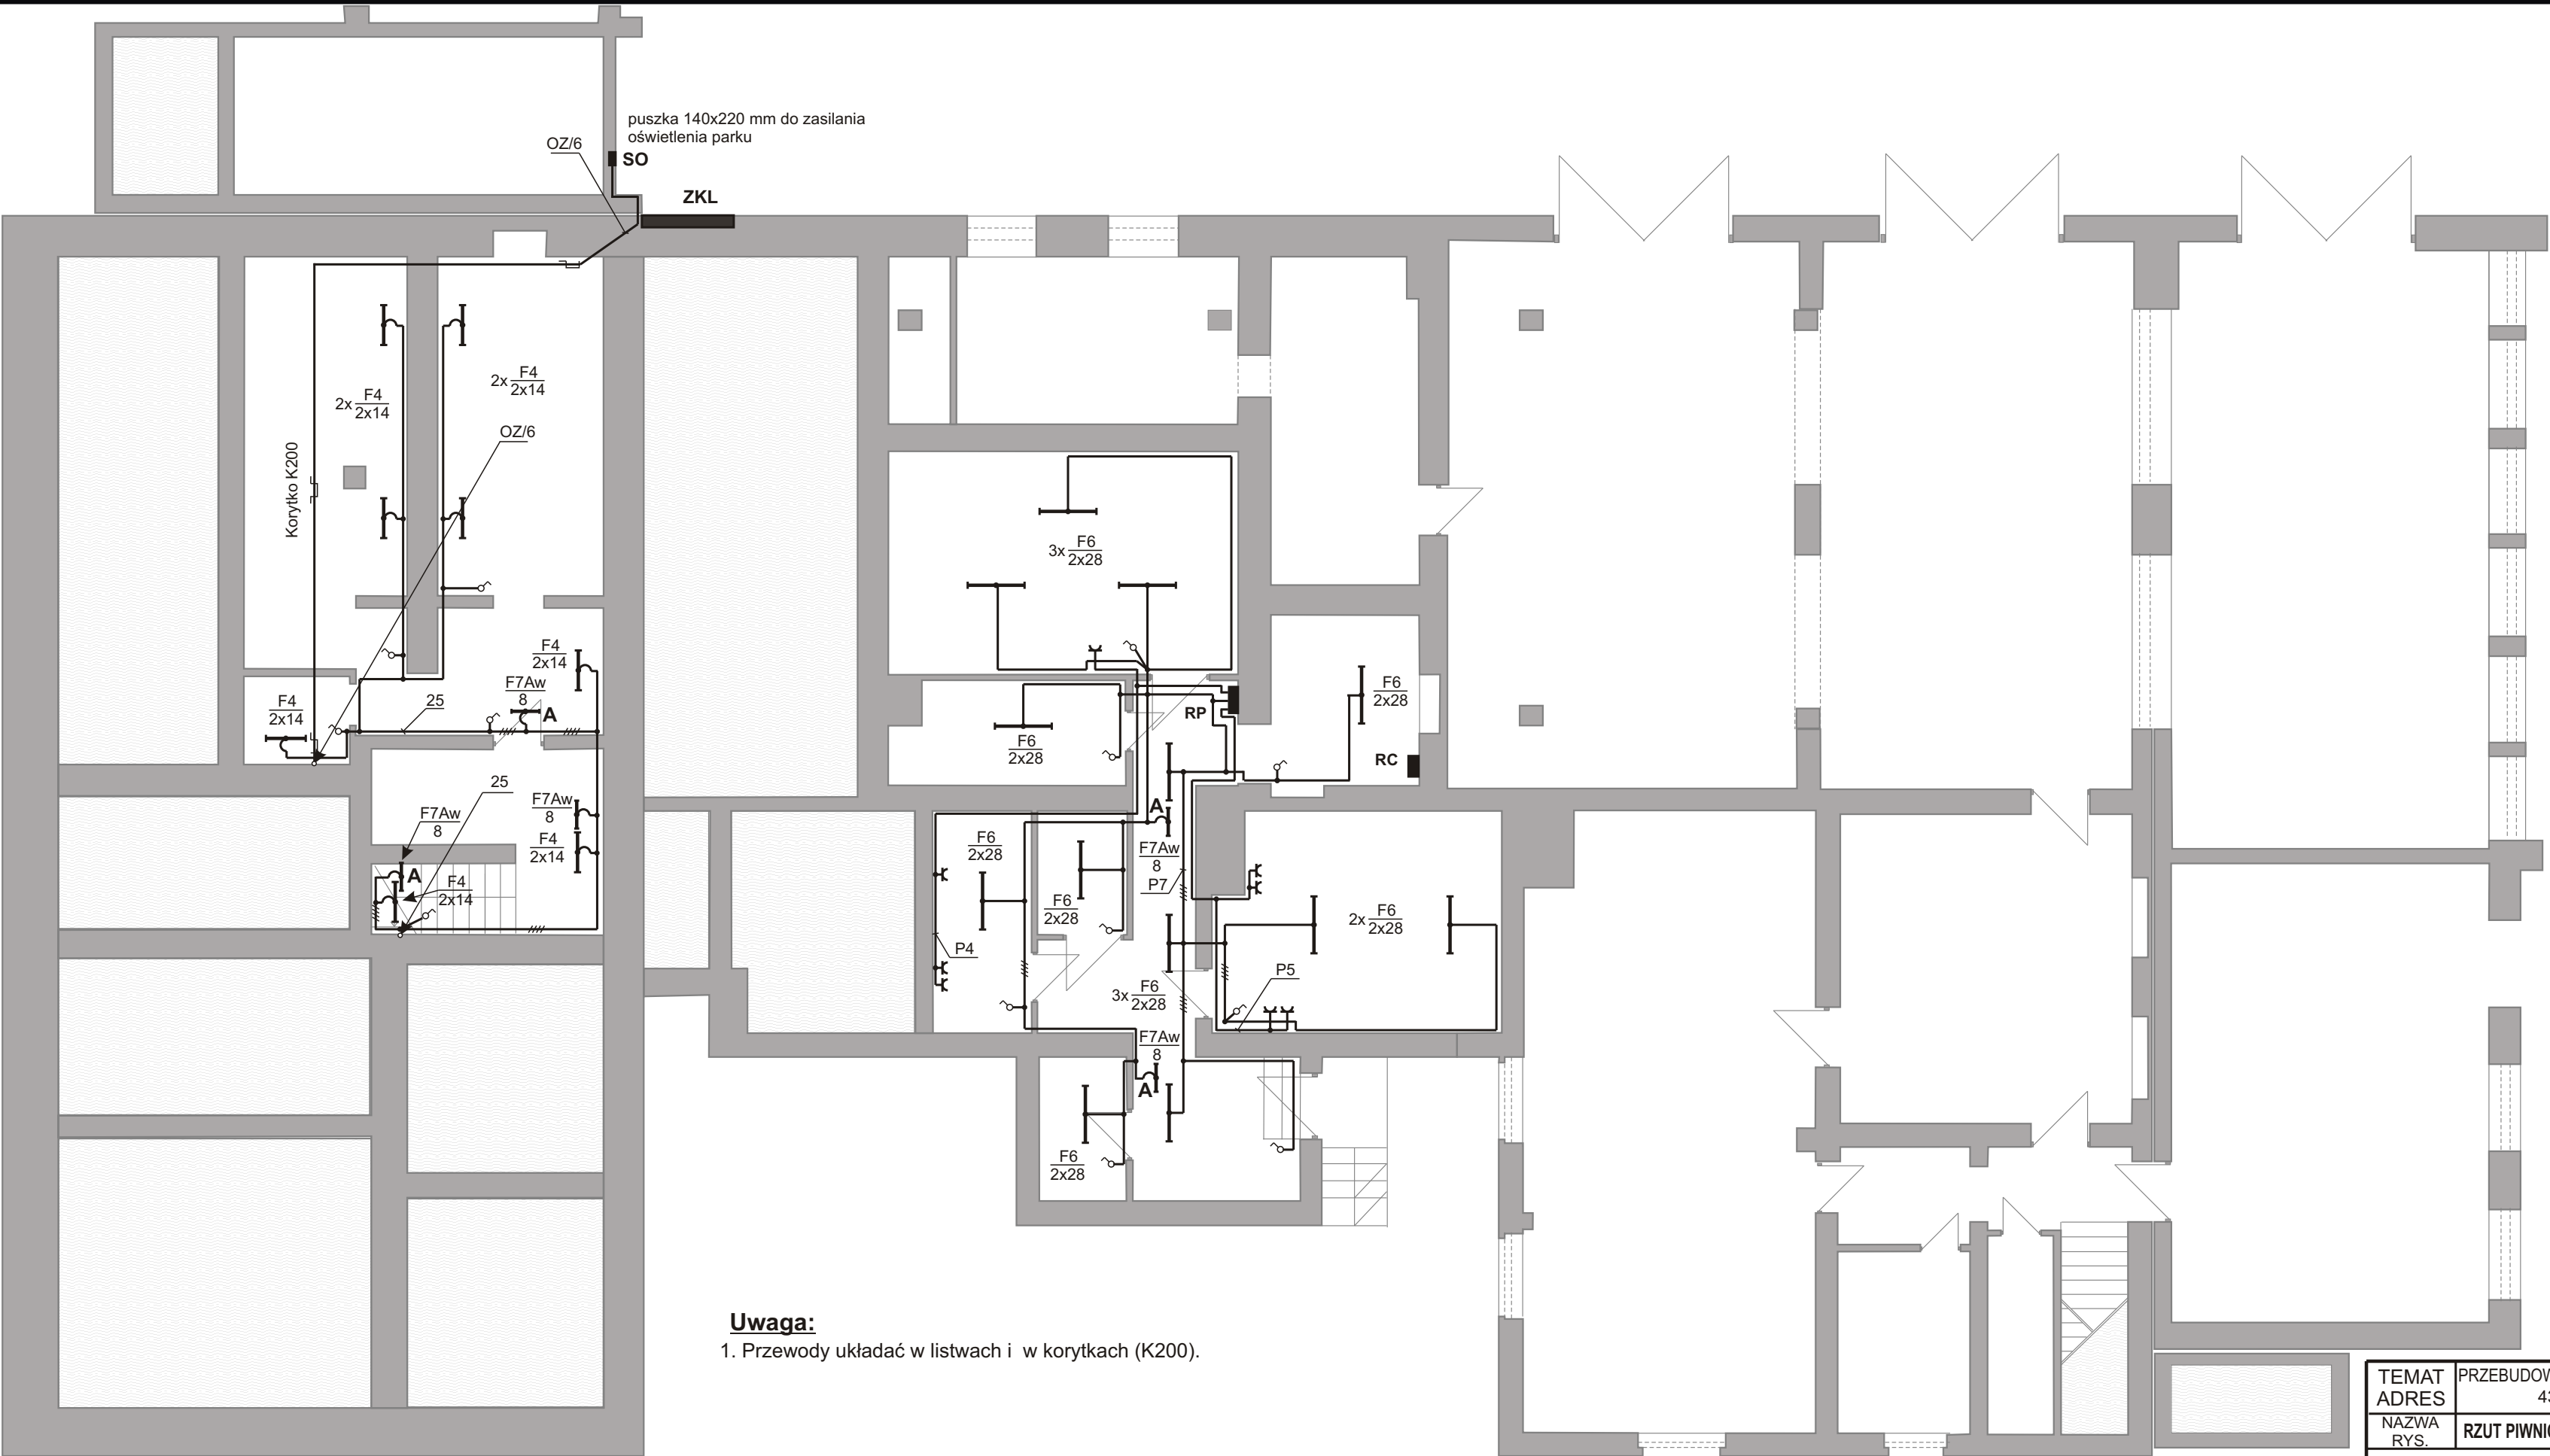 puszka 140x220 mm do zasilania
oświetlenia parku
OZ/6
SO
ZKL
2x F4
2x14
2x F4
2x14
OZ/6
Korytko K200
3x F6
2x28
F4
2x14
F7Aw
8
A
25
F4
2x14
F6
2x28
RP
F6
2x28
RC
25
F7Aw
8
F7Aw
8
F4
2x14
A
F4
2x14
A
F6
2x28
F7Aw
8
P7
F6
2x28
2x F6
2x28
P4
P5
3x F6
2x28
F7Aw
8
A
F6
2x28
Uwaga:
1. Przewody układać w listwach i w korytkach (K200).
TEMAT
ADRES
NAZWA
RYS.
RZUT